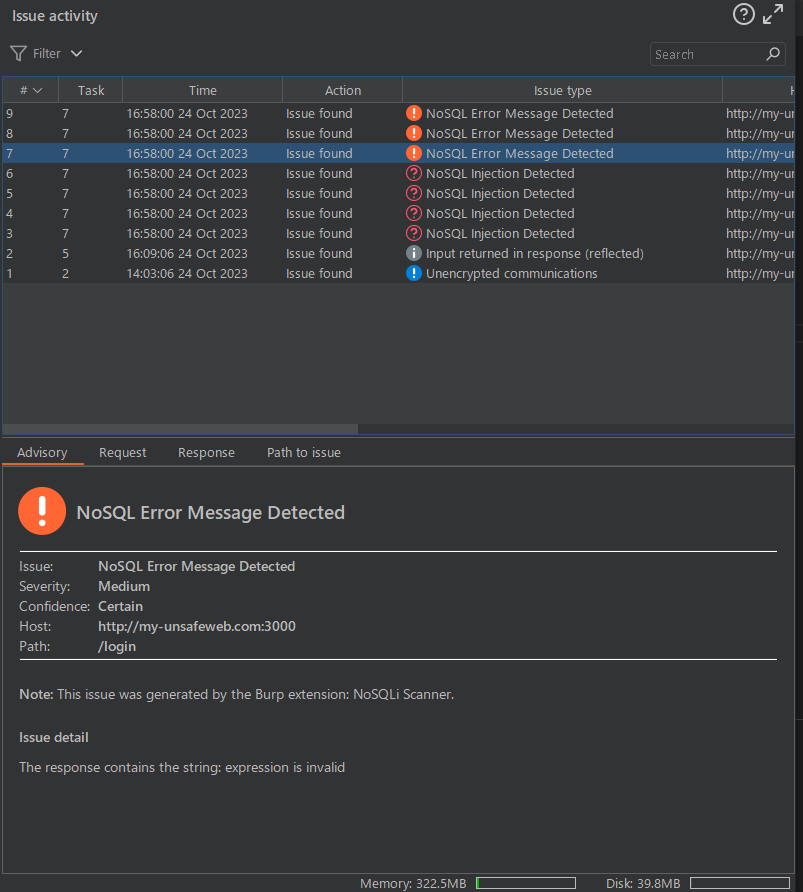 Issue activity
Filter
Search
# Task Time Action Issue type
9 7 16:58:00 24 Oct 2023 Issue found NoSQL Error Message Detected http://my-un
8 7 16:58:00 24 Oct 2023 Issue found NoSQL Error Message Detected http://my-un
7 7 16:58:00 24 Oct 2023 Issue found NoSQL Error Message Detected http://my-un
6 7 16:58:00 24 Oct 2023 Issue found NoSQL Injection Detected http://my-un
5 7 16:58:00 24 Oct 2023 Issue found NoSQL Injection Detected http://my-un
4 7 16:58:00 24 Oct 2023 Issue found NoSQL Injection Detected http://my-un
3 7 16:58:00 24 Oct 2023 Issue found NoSQL Injection Detected http://my-un
2 5 16:09:06 24 Oct 2023 Issue found Input returned in response (reflected) http://my-un
1 2 14:03:06 24 Oct 2023 Issue found Unencrypted communications http://my-un
Advisory Request Response Path to issue
NoSQL Error Message Detected
Issue: NoSQL Error Message Detected
Severity: Medium
Confidence: Certain
Host: http://my-unsafeweb.com:3000
Path: /login
Note: This issue was generated by the Burp extension: NoSQLi Scanner.
Issue detail
The response contains the string: expression is invalid
Memory: 322.5MB Disk: 39.8MB